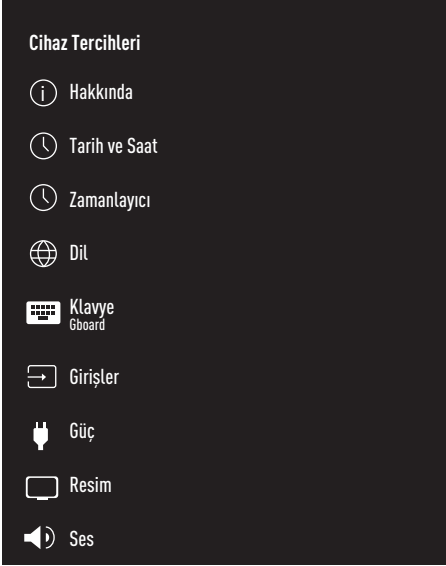 Cihaz Tercihleri
Hakkında
Tarih ve Saat
Zamanlayıcı
Dil
Klavye
Gboard
Girişler
Güç
Resim
Ses